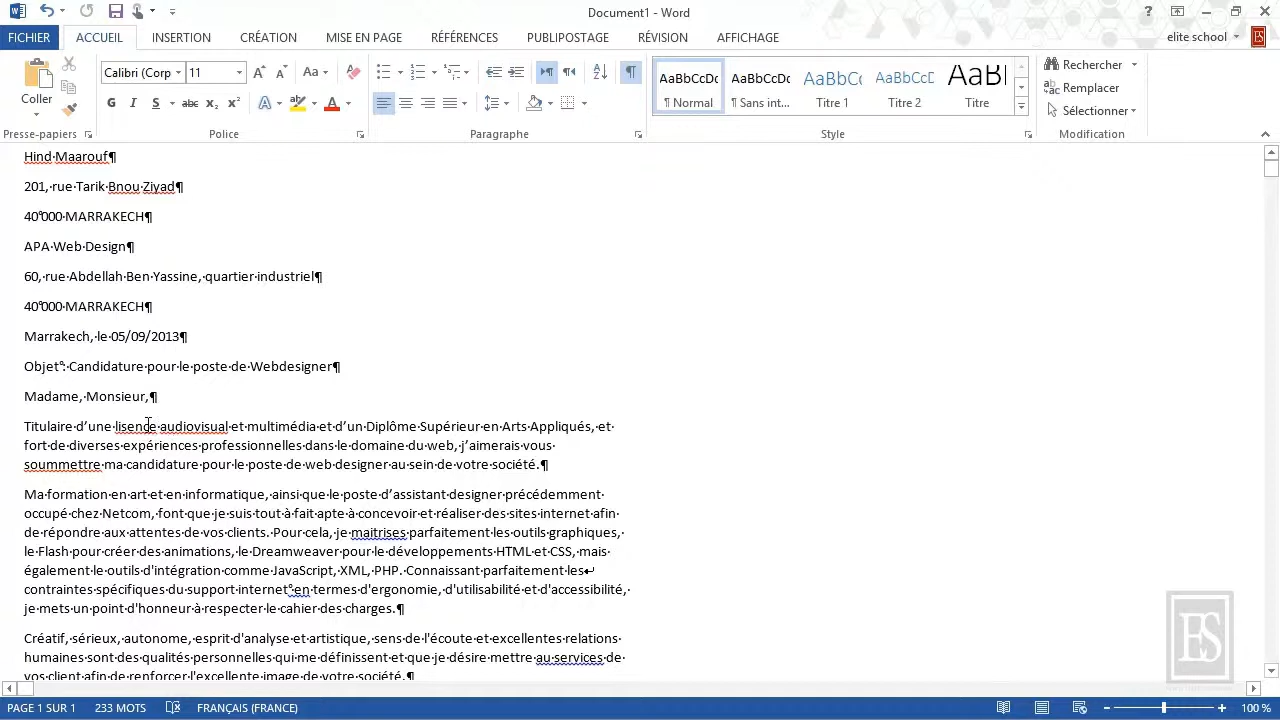 Document1 - Word
FICHIER ACCUEIL INSERTION CRÉATION MISE EN PAGE RÉFÉRENCES PUBLIPOSTAGE RÉVISION AFFICHAGE elite school
Coller
Calibri (Corp 11
G I S abc x₂ x² A A
AaBbCcDc AaBbCcDc AaBbCc AaBbCcD AaB
¶ Normal ¶ Sans int... Titre 1 Titre 2 Titre
Rechercher
Remplacer
Sélectionner
Presse-papiers Police Paragraphe Style Modification
Hind·Maarouf¶
201,·rue·Tarik·Bnou·Ziyad¶
40°000·MARRAKECH¶
APA·Web·Design¶
60,·rue·Abdellah·Ben·Yassine,·quartier·industriel¶
40°000·MARRAKECH¶
Marrakech,·le·05/09/2013¶
Objet°:·Candidature·pour·le·poste·de·Webdesigner¶
Madame,·Monsieur,¶
Titulaire·d’une·lisence·audiovisual·et·multimédia·et·d’un·Diplôme·Supérieur·en·Arts·Appliqués,·et·
fort·de·diverses·expériences·professionnelles·dans·le·domaine·du·web,·j’aimerais·vous·
soummettre·ma·candidature·pour·le·poste·de·web·designer·au·sein·de·votre·société.¶
Ma·formation·en·art·et·en·informatique,·ainsi·que·le·poste·d’assistant·designer·précédemment·
occupé·chez·Netcom,·font·que·je·suis·tout·à·fait·apte·à·concevoir·et·réaliser·des·sites·internet·afin·
de·répondre·aux·attentes·de·vos·clients.·Pour·cela,·je·maitrises·parfaitement·les·outils·graphiques,·
le·Flash·pour·créer·des·animations,·le·Dreamweaver·pour·le·développements·HTML·et·CSS,·mais·
également·le·outils·d'intégration·comme·JavaScript,·XML,·PHP.·Connaissant·parfaitement·les↵
contraintes·spécifiques·du·support·internet°·en·termes·d'ergonomie,·d'utilisabilité·et·d'accessibilité,·
je·mets·un·point·d'honneur·à·respecter·le·cahier·des·charges.¶
Créatif,·sérieux,·autonome,·esprit·d'analyse·et·artistique,·sens·de·l'écoute·et·excellentes·relations·
humaines·sont·des·qualités·personnelles·qui·me·définissent·et·que·je·désire·mettre·au·services·de·
vos·client·afin·de·renforcer·l'excellente·image·de·votre·société.¶
ES
PAGE 1 SUR 1 233 MOTS FRANÇAIS (FRANCE) 100 %